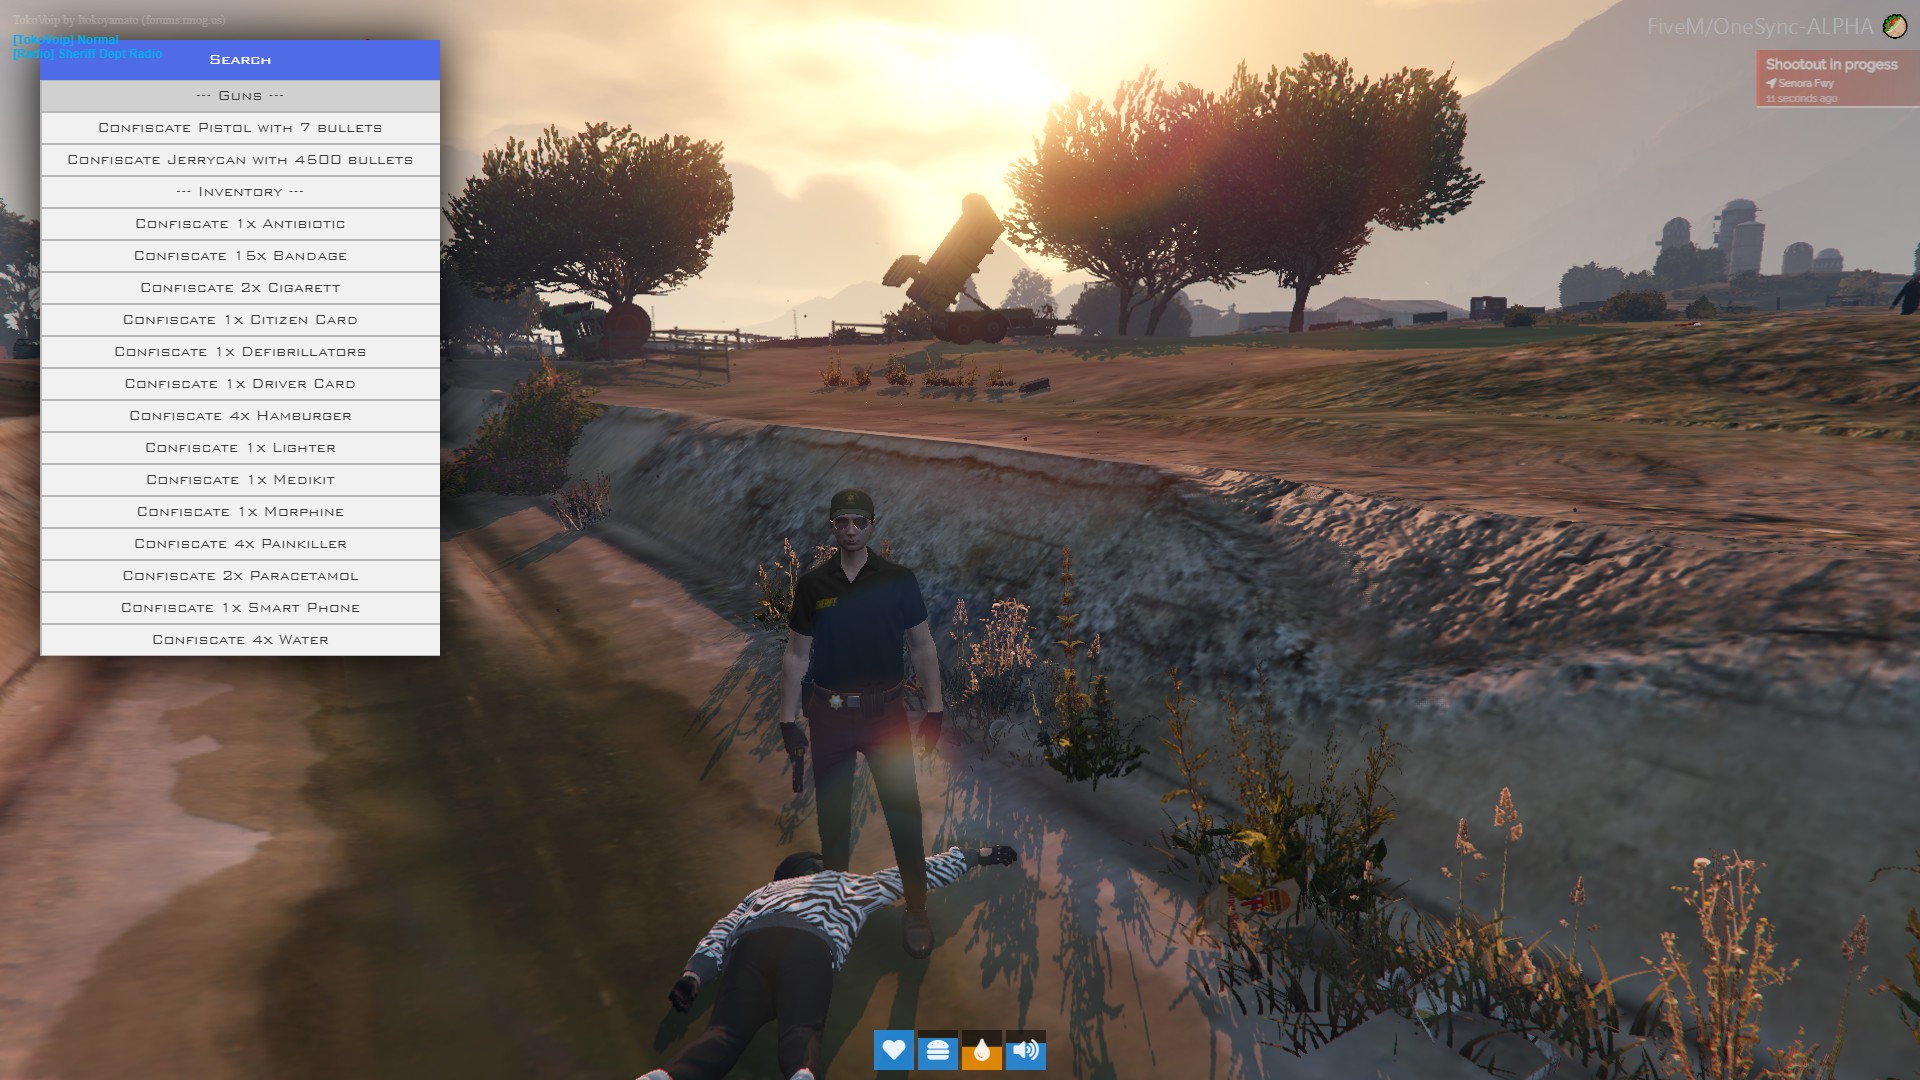 TokoVoip by Itokoyamato (forums.rmog.us)
[TokoVoip] Normal
[Radio] Sheriff Dept Radio
Search
--- Guns ---
Confiscate Pistol with 7 bullets
Confiscate Jerrycan with 4500 bullets
--- Inventory ---
Confiscate 1x Antibiotic
Confiscate 15x Bandage
Confiscate 2x Cigarett
Confiscate 1x Citizen Card
Confiscate 1x Defibrillators
Confiscate 1x Driver Card
Confiscate 4x Hamburger
Confiscate 1x Lighter
Confiscate 1x Medikit
Confiscate 1x Morphine
Confiscate 4x Painkiller
Confiscate 2x Paracetamol
Confiscate 1x Smart Phone
Confiscate 4x Water
FiveM/OneSync-ALPHA
Shootout in progess
Senora Fwy
11 seconds ago